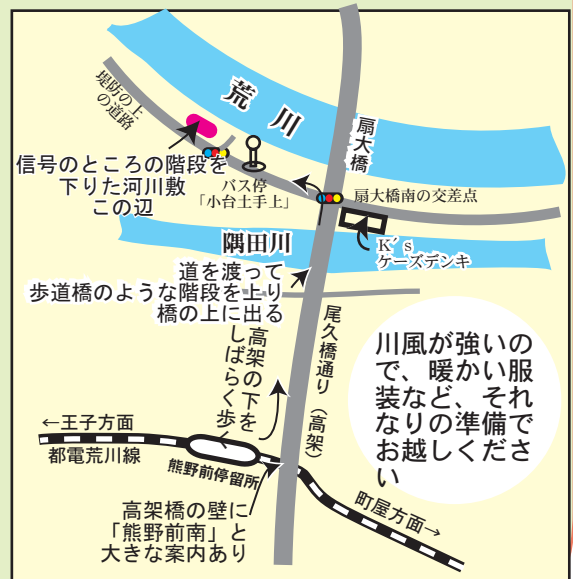 堤防の上
の道路
荒川
扇大橋
信号のところの階段を
下りた河川敷
この辺
バス停
「小台土手上」
扇大橋南の交差点
隅田川
K´s
ケーズデンキ
道を渡って
歩道橋のような階段を上り
橋の上に出る
高架の下を
しばらく歩く
尾久橋通り(高架)
川風が強いの
で、暖かい服
装など、それ
なりの準備で
お越しくださ
い
←王子方面
都電荒川線
熊野前停留所
町屋方面→
高架橋の壁に
「熊野前南」と
大きな案内あり